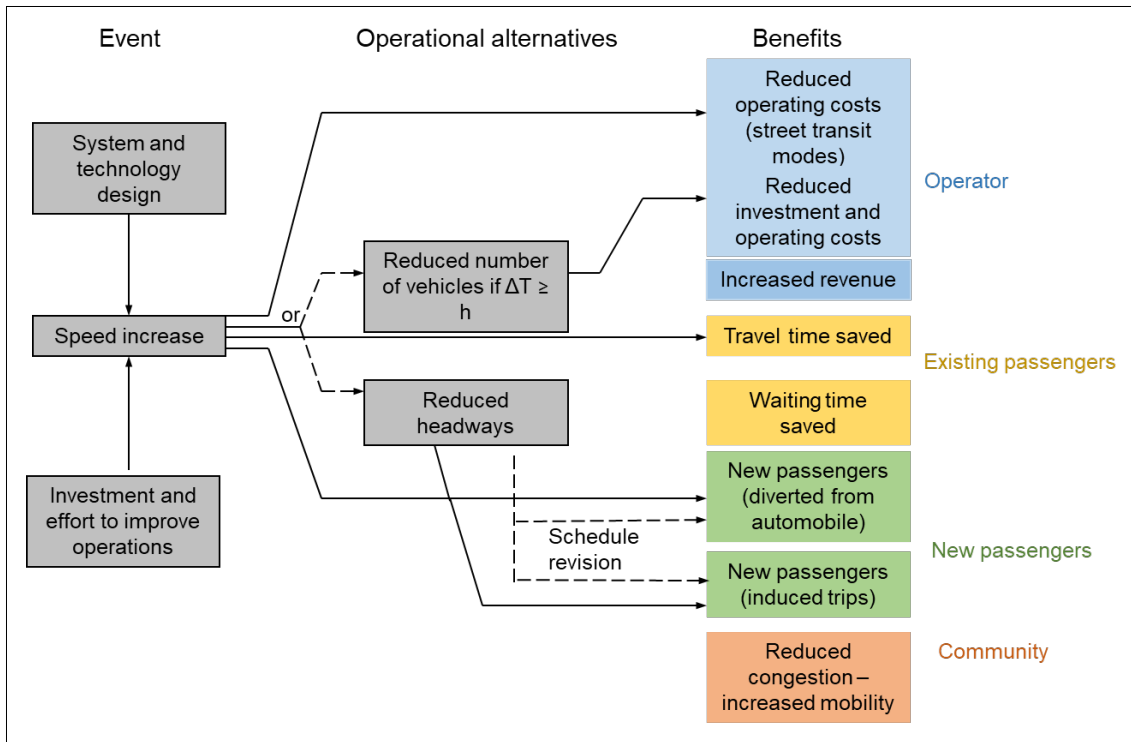 Event
Operational alternatives
Benefits
System and
technology
design
Speed increase
Investment and
effort to improve
operations
or
Reduced number
of vehicles if ΔT ≥
h
Reduced
headways
Schedule
revision
Reduced
operating costs
(street transit
modes)
Reduced
investment and
operating costs
Increased revenue
Travel time saved
Waiting time
saved
New passengers
(diverted from
automobile)
New passengers
(induced trips)
Reduced
congestion –
increased mobility
Operator
Existing passengers
New passengers
Community